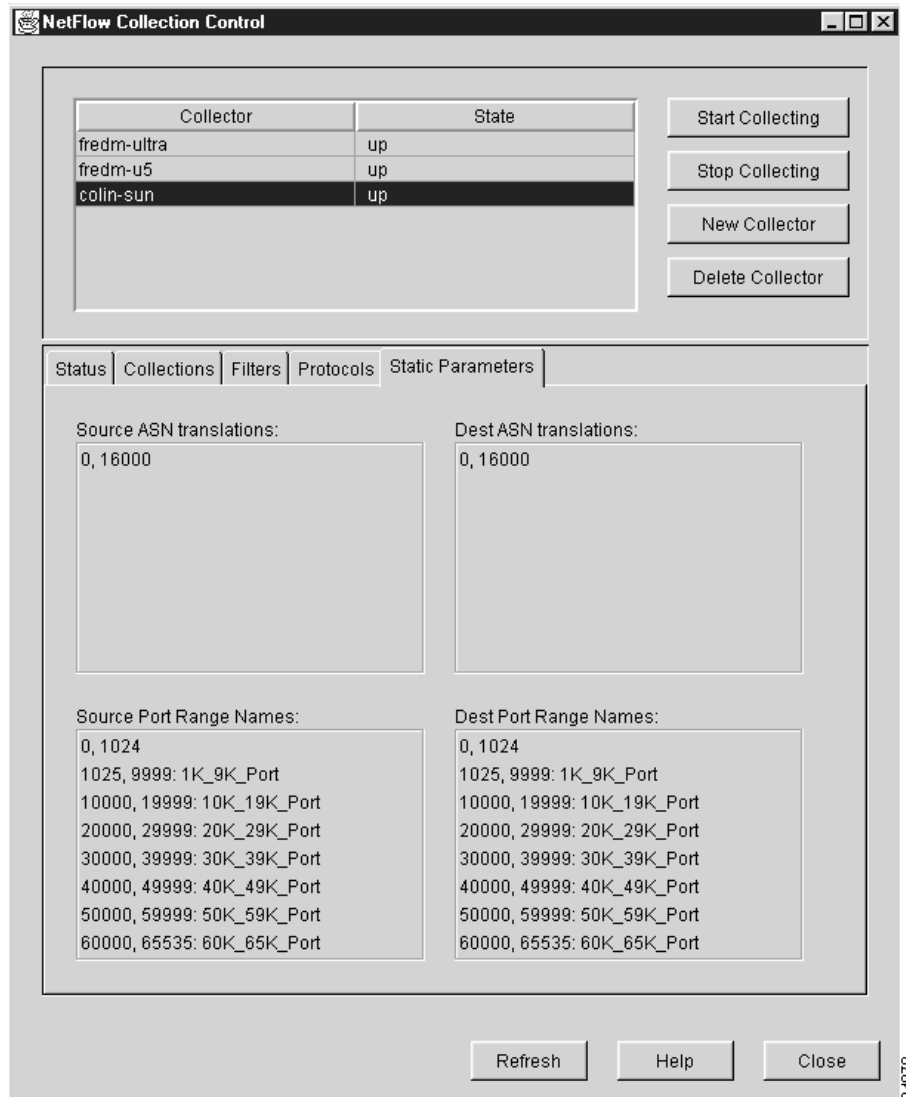 NetFlow Collection Control
Collector State
fredm-ultra up
fredm-u5 up
colin-sun up
Start Collecting
Stop Collecting
New Collector
Delete Collector
Status Collections Filters Protocols Static Parameters
Source ASN translations:
0, 16000
Dest ASN translations:
0, 16000
Source Port Range Names:
0, 1024
1025, 9999: 1K_9K_Port
10000, 19999: 10K_19K_Port
20000, 29999: 20K_29K_Port
30000, 39999: 30K_39K_Port
40000, 49999: 40K_49K_Port
50000, 59999: 50K_59K_Port
60000, 65535: 60K_65K_Port
Dest Port Range Names:
0, 1024
1025, 9999: 1K_9K_Port
10000, 19999: 10K_19K_Port
20000, 29999: 20K_29K_Port
30000, 39999: 30K_39K_Port
40000, 49999: 40K_49K_Port
50000, 59999: 50K_59K_Port
60000, 65535: 60K_65K_Port
Refresh Help Close